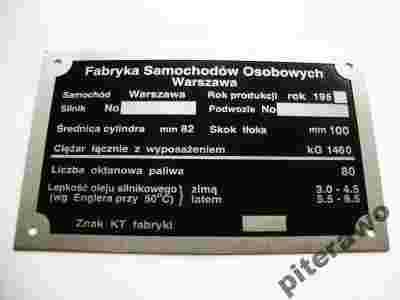 Fabryka Samochodów Osobowych
Warszawa
Samochód Warszawa Rok produkcji rok 195
Silnik No Podwozie No
Średnica cylindra mm 82 Skok tłoka mm 100
Ciężar łącznie z wyposażeniem kG 1460
Liczba oktanowa paliwa 80
Lepkość oleju silnikowego ) zimą 3.0 - 4.5
(wg Englera przy 50°C) ) latem 5.5 - 8.5
Znak KT fabryki
piterawo